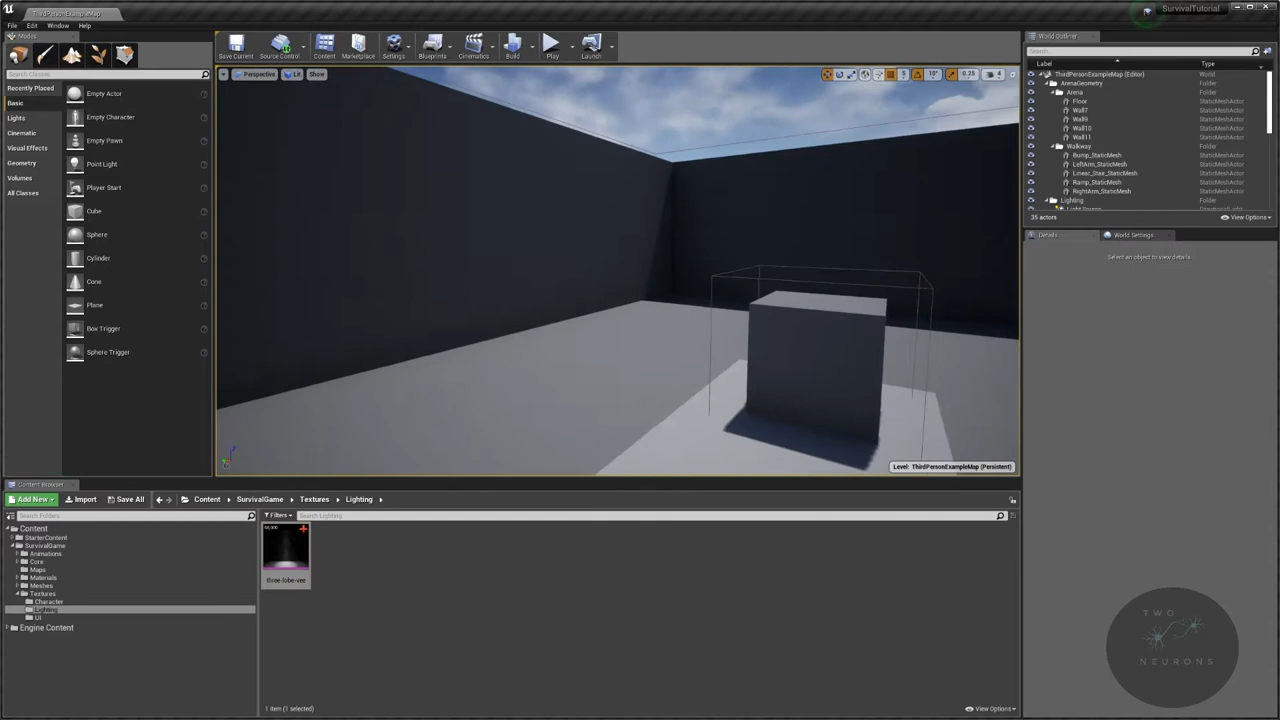 ThirdPersonExampleMap
SurvivalTutorial
File Edit Window Help
Modes
World Outliner
Save Current Source Control Content Marketplace Settings Blueprints Cinematics Build Play Launch
Search...
Search Classes
Label Type
Perspective Lit Show
5 10° 0.25 4
Recently Placed
Basic
Lights
Cinematic
Visual Effects
Geometry
Volumes
All Classes
Empty Actor
Empty Character
Empty Pawn
Point Light
Player Start
Cube
Sphere
Cylinder
Cone
Plane
Box Trigger
Sphere Trigger
ThirdPersonExampleMap (Editor) World
ArenaGeometry Folder
Arena Folder
Floor StaticMeshActor
Wall7 StaticMeshActor
Wall9 StaticMeshActor
Wall10 StaticMeshActor
Wall11 StaticMeshActor
Walkway Folder
Bump_StaticMesh StaticMeshActor
LeftArm_StaticMesh StaticMeshActor
Linear_Stair_StaticMesh StaticMeshActor
Ramp_StaticMesh StaticMeshActor
RightArm_StaticMesh StaticMeshActor
Lighting Folder
35 actors View Options
Details World Settings
Select an object to view details.
Level: ThirdPersonExampleMap (Persistent)
Content Browser
Add New Import Save All Content SurvivalGame Textures Lighting
Search Folders
Filters Search Lighting
Content
StarterContent
SurvivalGame
Animations
Core
Maps
Materials
Meshes
Textures
Character
Lighting
UI
Engine Content
three-lobe-vee
1 item (1 selected)
View Options
TWO
NEURONS